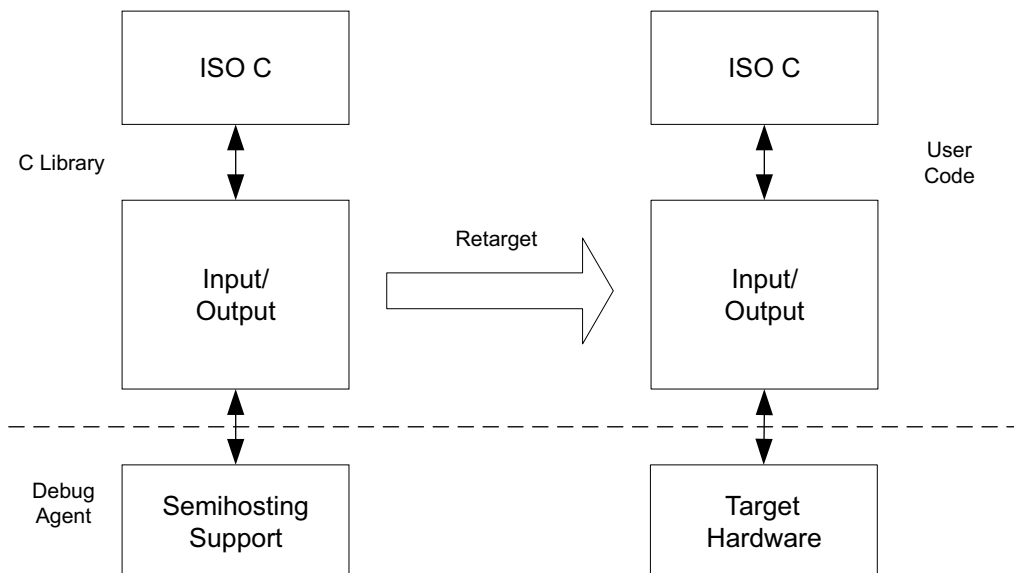 ISO C
ISO C
C Library
User
Code
Retarget
Input/
Output
Input/
Output
Debug
Agent
Semihosting
Support
Target
Hardware